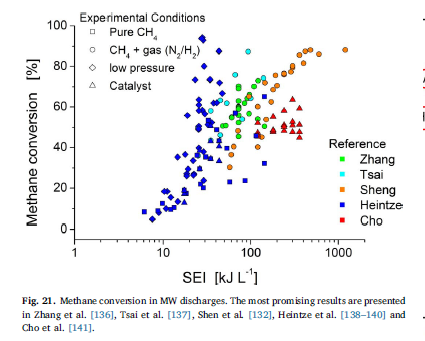 Experimental Conditions
Pure CH4
CH4 + gas (N2/H2)
low pressure
Catalyst
Methane conversion [%]
100
80
60
40
20
0
Reference
Zhang
Tsai
Sheng
Heintze
Cho
1
10
100
1000
SEI [kJ L-1]
Fig. 21. Methane conversion in MW discharges. The most promising results are presented
in Zhang et al. [136], Tsai et al. [137], Shen et al. [132], Heintze et al. [138–140] and
Cho et al. [141].